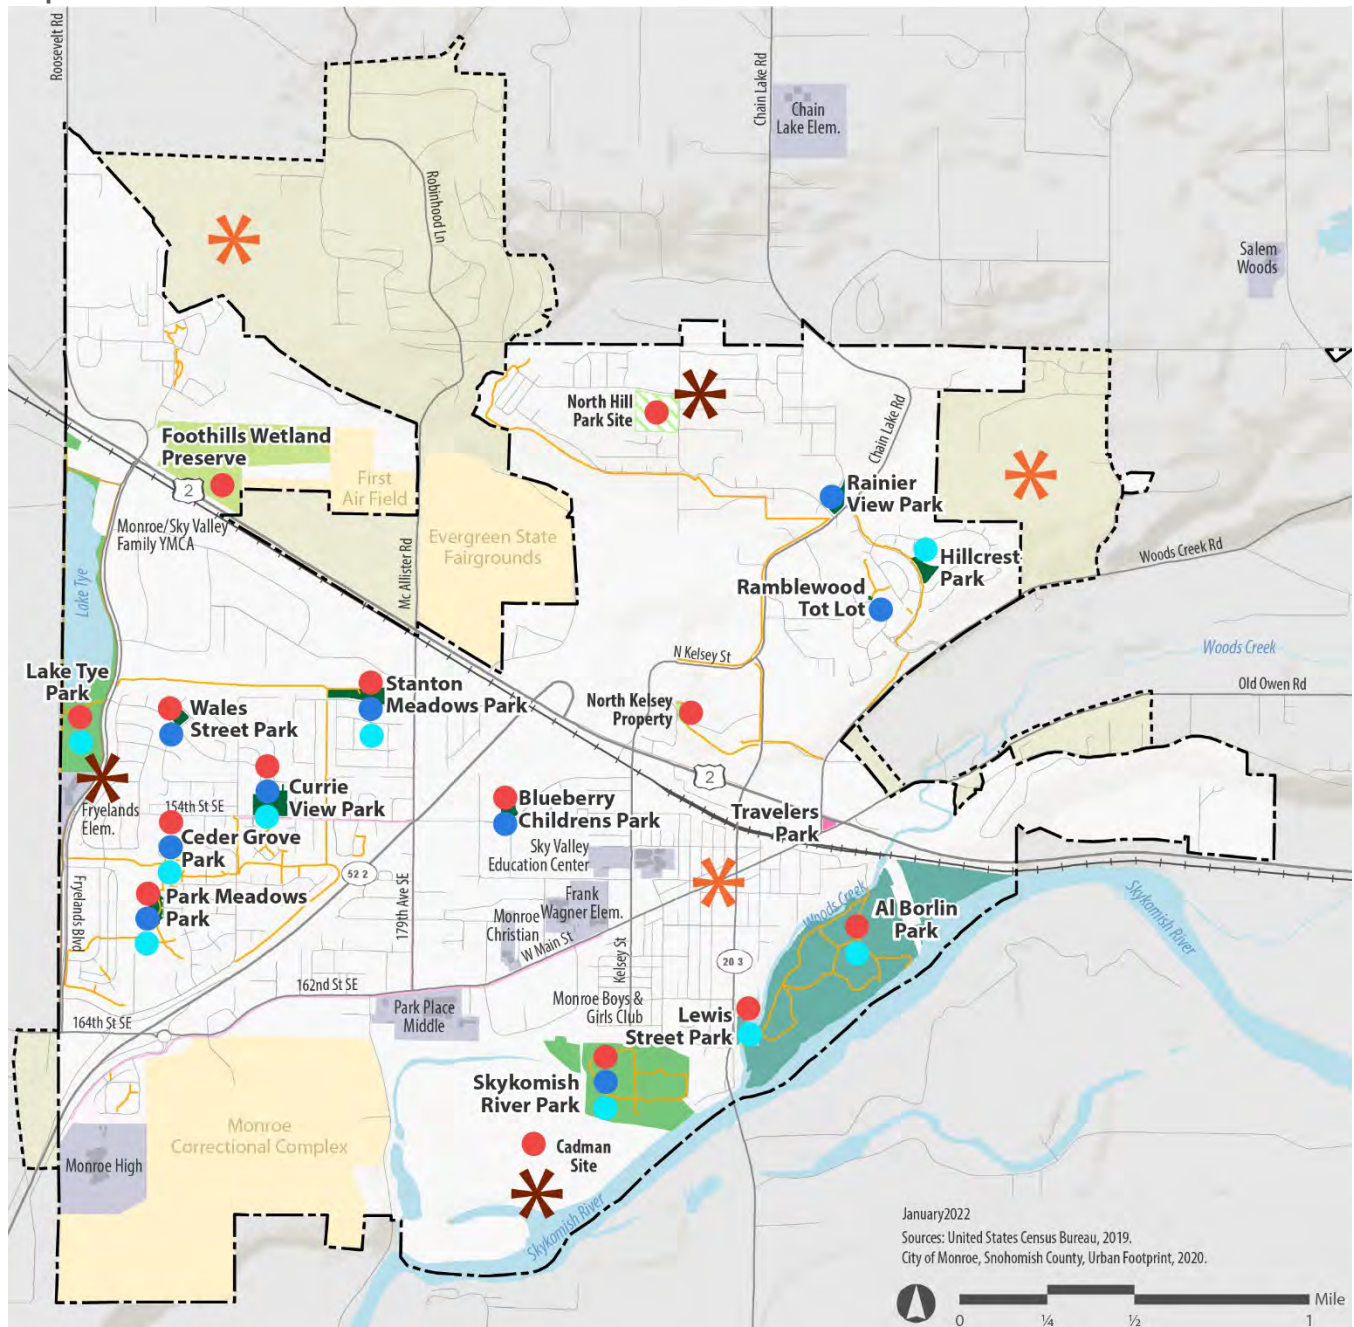 Roosevelt Rd
Chain Lake Rd
Chain
Lake Elem.
Robinhood Ln
Salem
Woods
North Hill
Park Site
Chain Lake Rd
Foothills Wetland
Preserve
First
Air Field
2
Rainier
View Park
Monroe/Sky Valley
Family YMCA
Evergreen State
Fairgrounds
Mc Allister Rd
Hillcrest
Park
Woods Creek Rd
Lake Tye
Ramblewood
Tot Lot
Woods Creek
N Kelsey St
Old Owen Rd
Lake Tye
Park
Stanton
Meadows Park
Wales
Street Park
North Kelsey
Property
2
Currie
View Park
Blueberry
Childrens Park
Travelers
Park
Fryelands
Elem.
154th St SE
Ceder Grove
Park
Sky Valley
Education Center
52 2
Park Meadows
Park
Frank
Wagner Elem.
Woods Creek
Al Borlin
Park
Skykomish River
Fryelands Blvd
179th Ave SE
Monroe
Christian
W Main St
Kelsey St
20 3
162nd St SE
Park Place
Middle
Monroe Boys &
Girls Club
Lewis
Street Park
164th St SE
Skykomish
River Park
Monroe
Correctional Complex
Monroe High
Cadman
Site
Skykomish River
January2022
Sources: United States Census Bureau, 2019.
City of Monroe, Snohomish County, Urban Footprint, 2020.
Mile
0 ¼ ½ 1